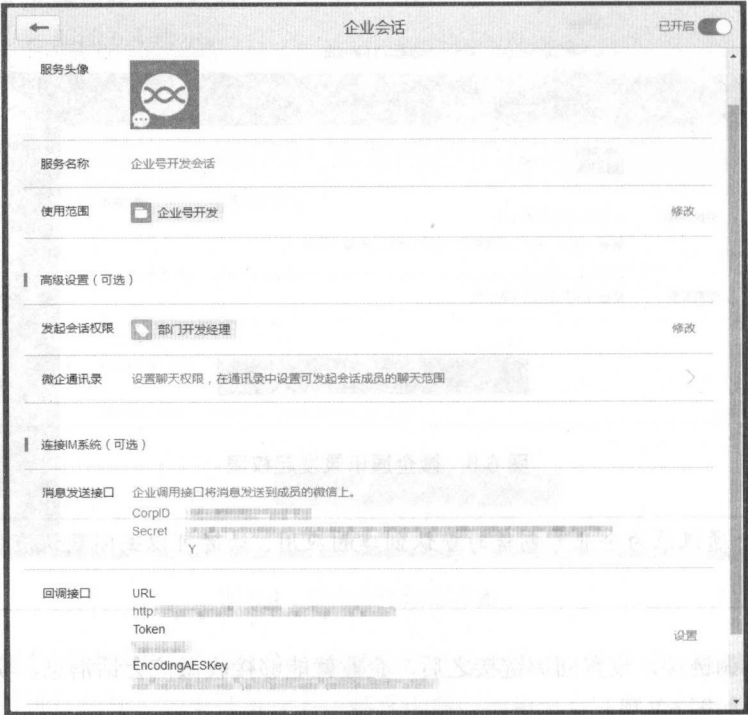 企业会话
已开启
服务头像
服务名称 企业号开发会话
使用范围 企业号开发 修改
高级设置（可选）
发起会话权限 部门开发经理 修改
微企通讯录 设置聊天权限，在通讯录中设置可发起会话成员的聊天范围
连接IM系统（可选）
消息发送接口 企业调用接口将消息发送到成员的微信上。
CorpID
Secret
Y
回调接口 URL
http
Token
设置
EncodingAESKey